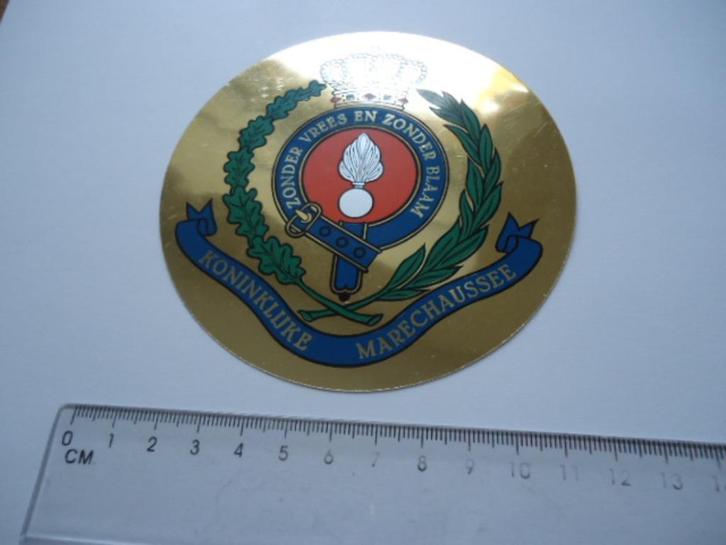 ZONDER VREES EN ZONDER BLAAM
KONINKLIJKE MARECHAUSSEE
0 1 2 3 4 5 6 7 8 9 10 11 12 13
CM